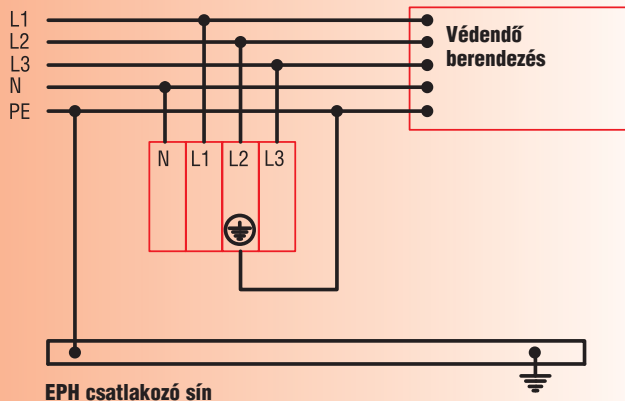 L1
L2
L3
N
PE
Védendő
berendezés
N L1 L2 L3
EPH csatlakozó sín